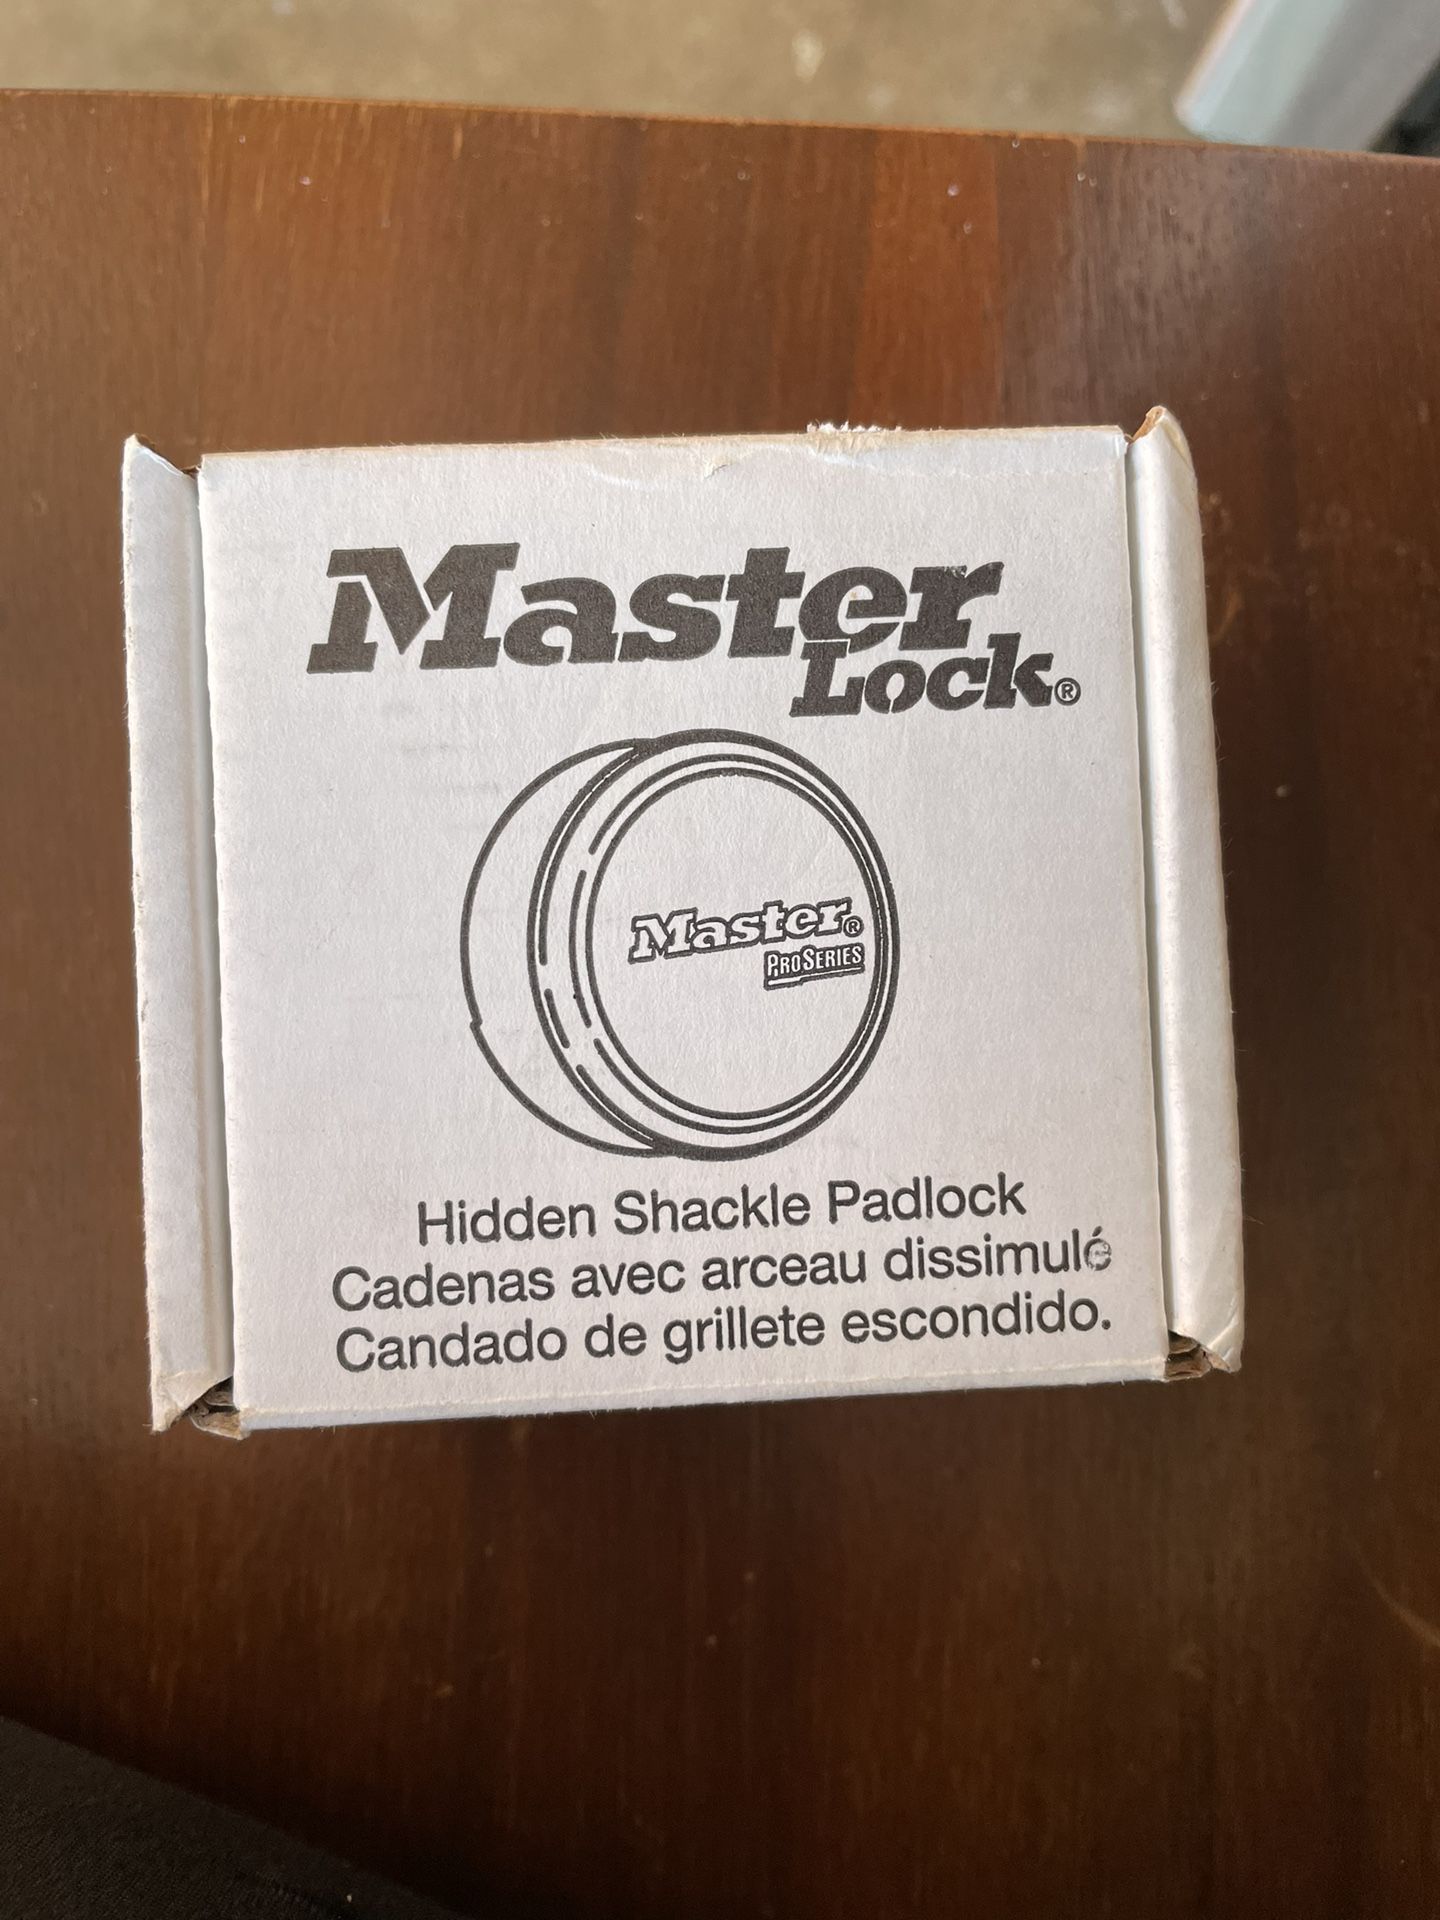 Master
Lock®
Master®
ProSeries
Hidden Shackle Padlock
Cadenas avec arceau dissimulé
Candado de grillete escondido.